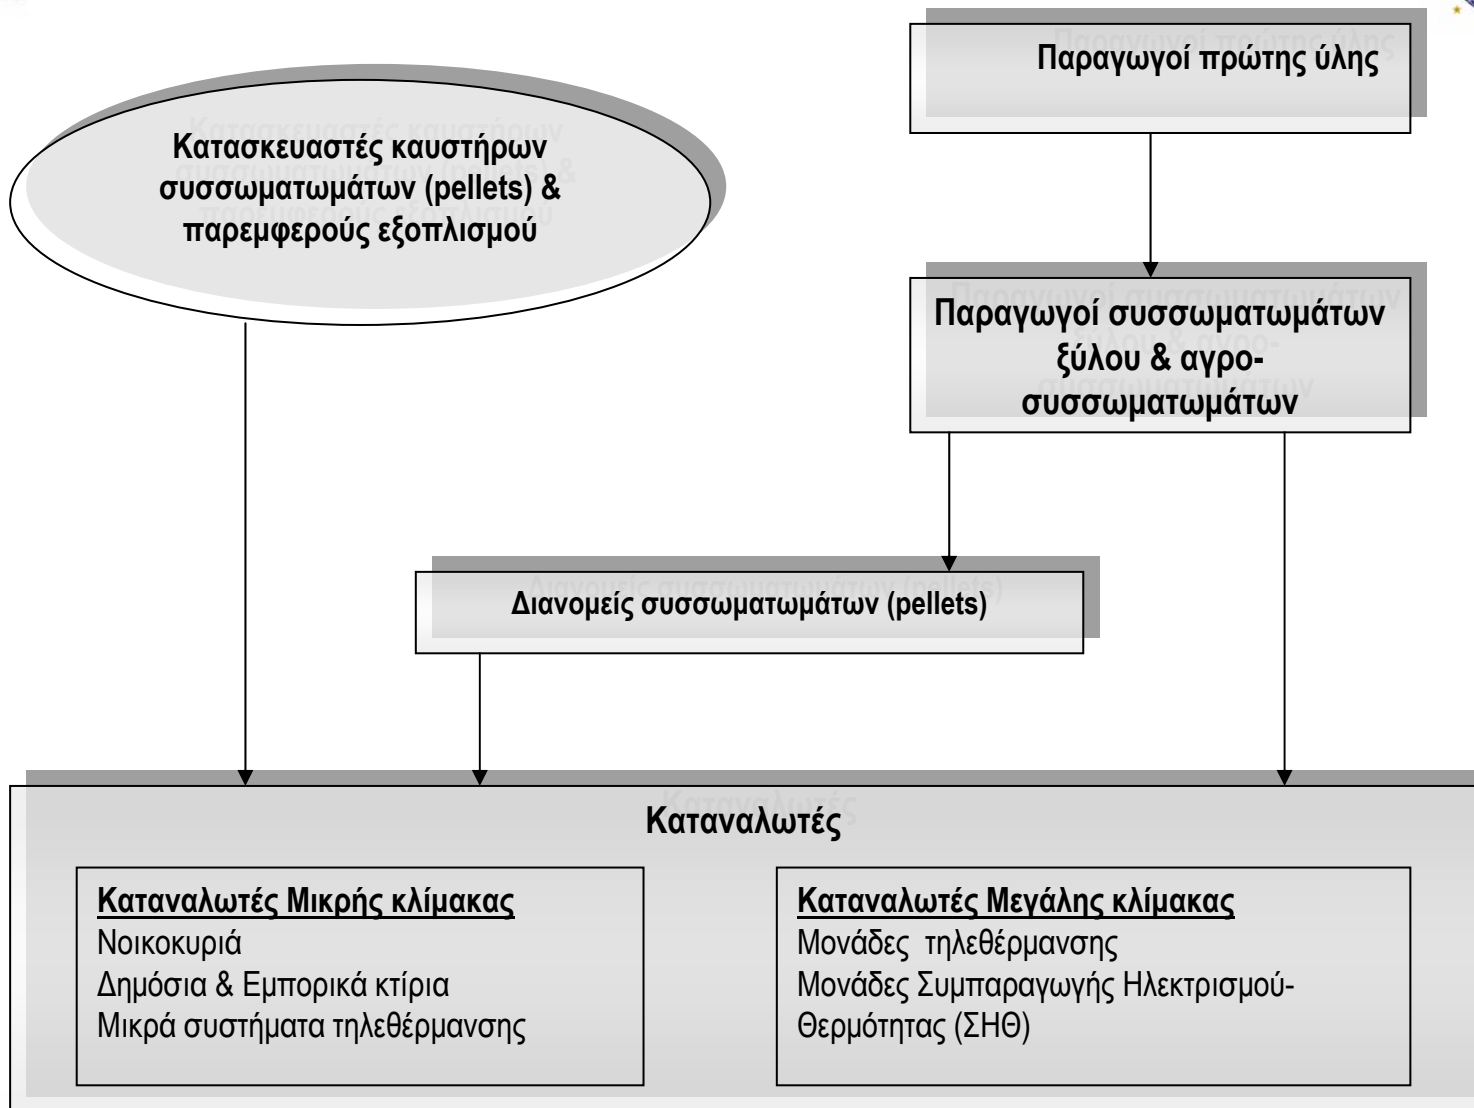 Παραγωγοί πρώτης ύλης
Κατασκευαστές καυστήρων
συσσωματωμάτων (pellets) &
παρεμφερούς εξοπλισμού
Παραγωγοί συσσωματωμάτων
ξύλου & αγρο-
συσσωματωμάτων
Διανομείς συσσωματωμάτων (pellets)
Καταναλωτές
Καταναλωτές Μικρής κλίμακας
Νοικοκυριά
Δημόσια & Εμπορικά κτίρια
Μικρά συστήματα τηλεθέρμανσης
Καταναλωτές Μεγάλης κλίμακας
Μονάδες τηλεθέρμανσης
Μονάδες Συμπαραγωγής Ηλεκτρισμού-
Θερμότητας (ΣΗΘ)